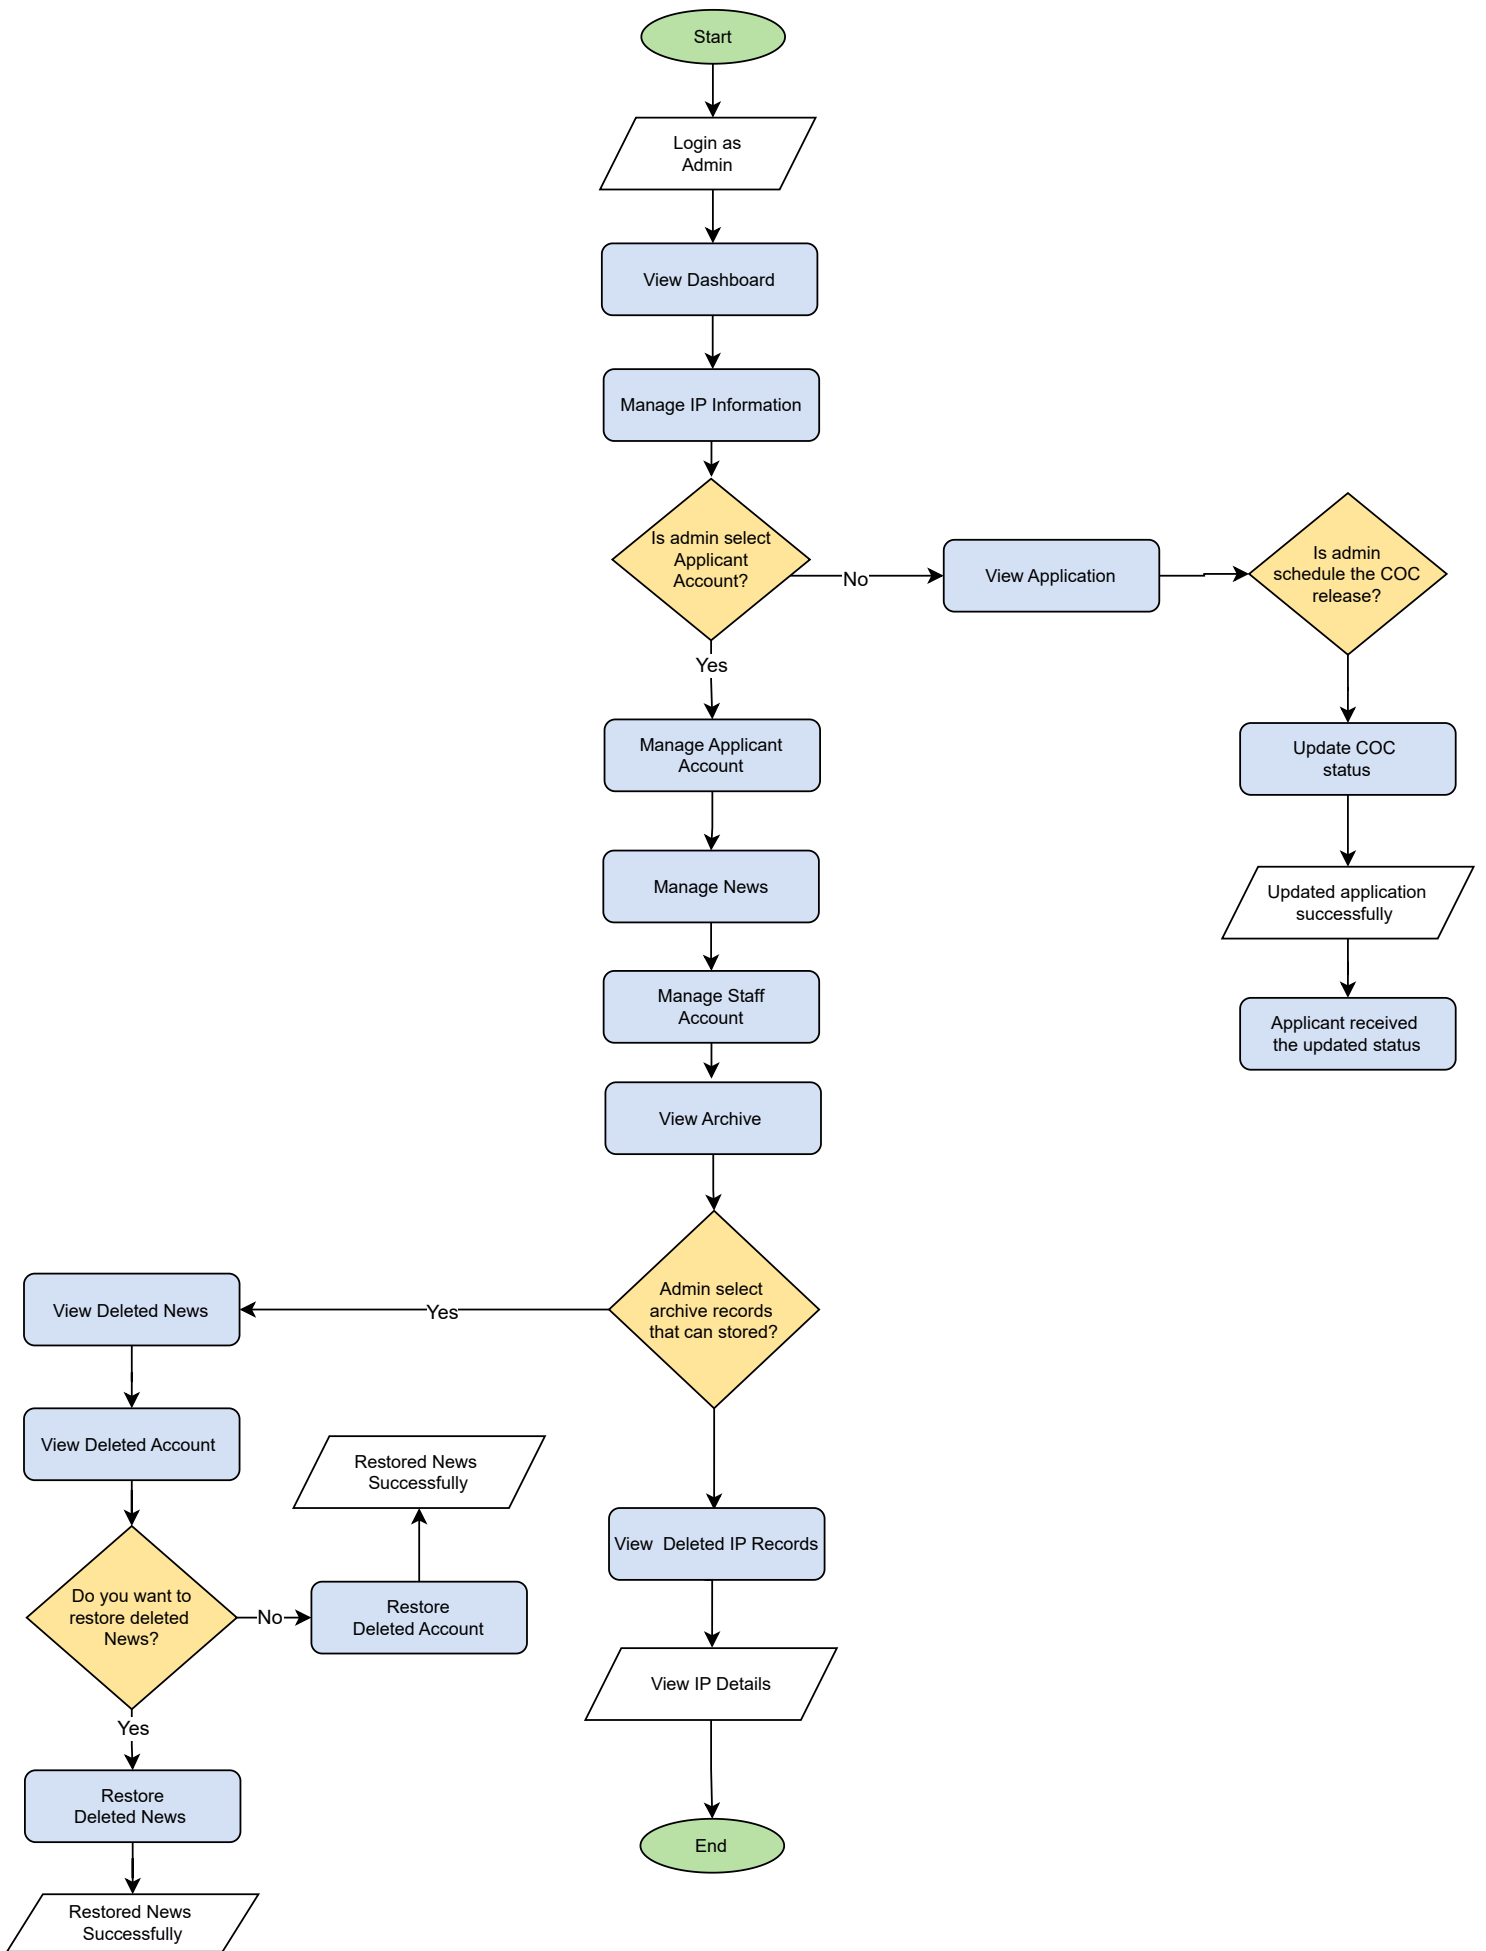 Start
Login as
Admin
View Dashboard
Manage IP Information
Is admin select
Applicant
Account?
No
View Application
Is admin
schedule the COC
release?
Yes
Manage Applicant
Account
Update COC
status
Manage News
Updated application
successfully
Manage Staff
Account
Applicant received
the updated status
View Archive
Admin select
archive records
that can stored?
Yes
View Deleted News
View Deleted Account
Restored News
Successfully
View Deleted IP Records
Do you want to
restore deleted
News?
No
Restore
Deleted Account
View IP Details
Yes
Restore
Deleted News
End
Restored News
Successfully